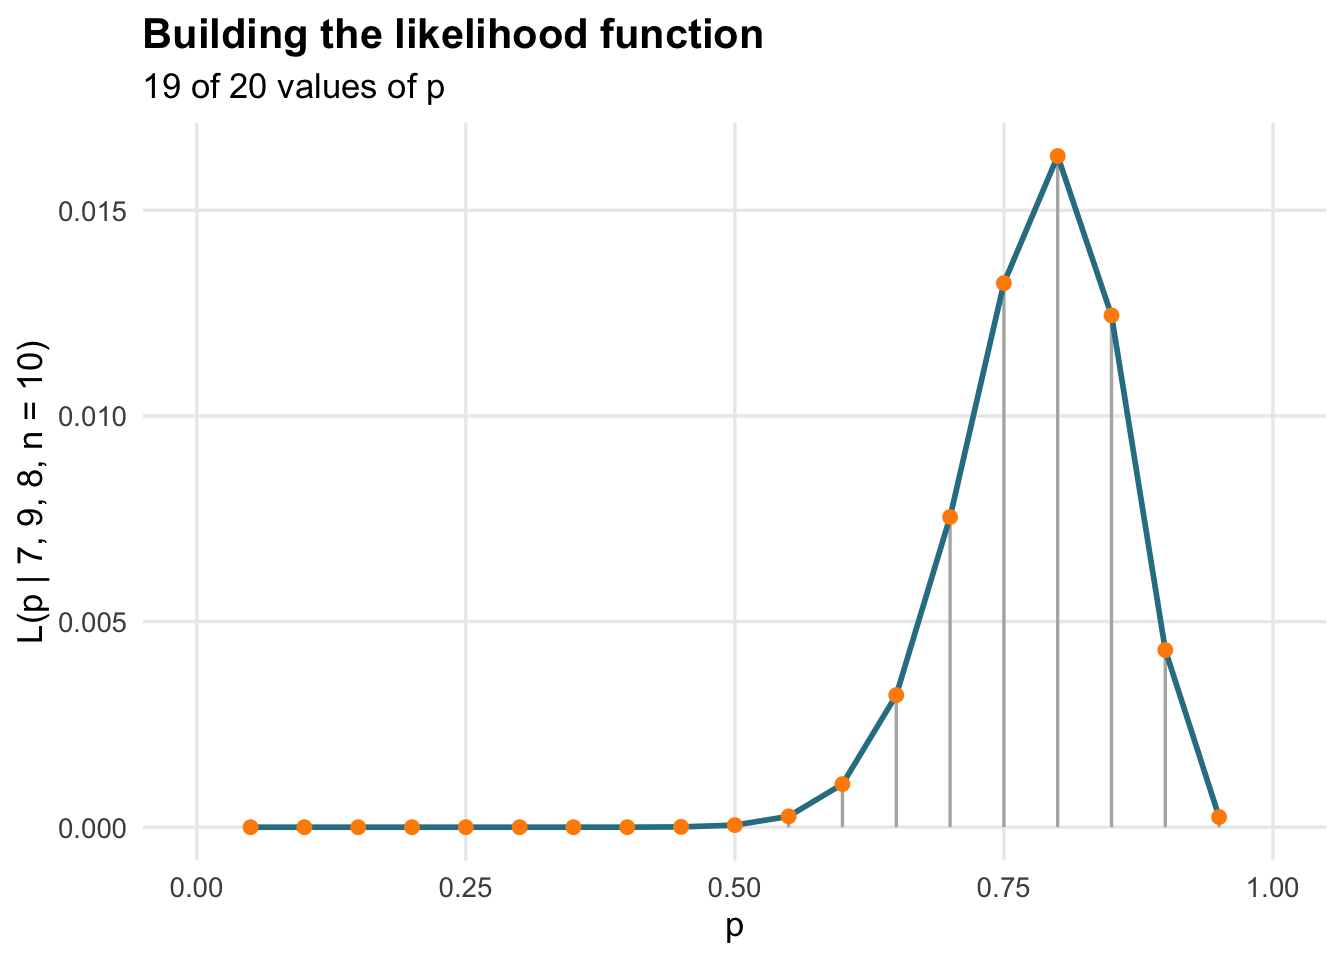 Building the likelihood function
19 of 20 values of p
L(p | 7, 9, 8, n = 10)
0.015
0.010
0.005
0.000
0.00 0.25 0.50 0.75 1.00
p